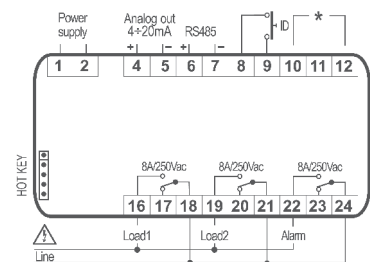 Power supply
Analog out 4÷20mA
RS485
ID
*
+ − + −
1 2 4 5 6 7 8 9 10 11 12
HOT KEY
8A/250Vac 8A/250Vac 8A/250Vac
16 17 18 19 20 21 22 23 24
Load1 Load2 Alarm
Line